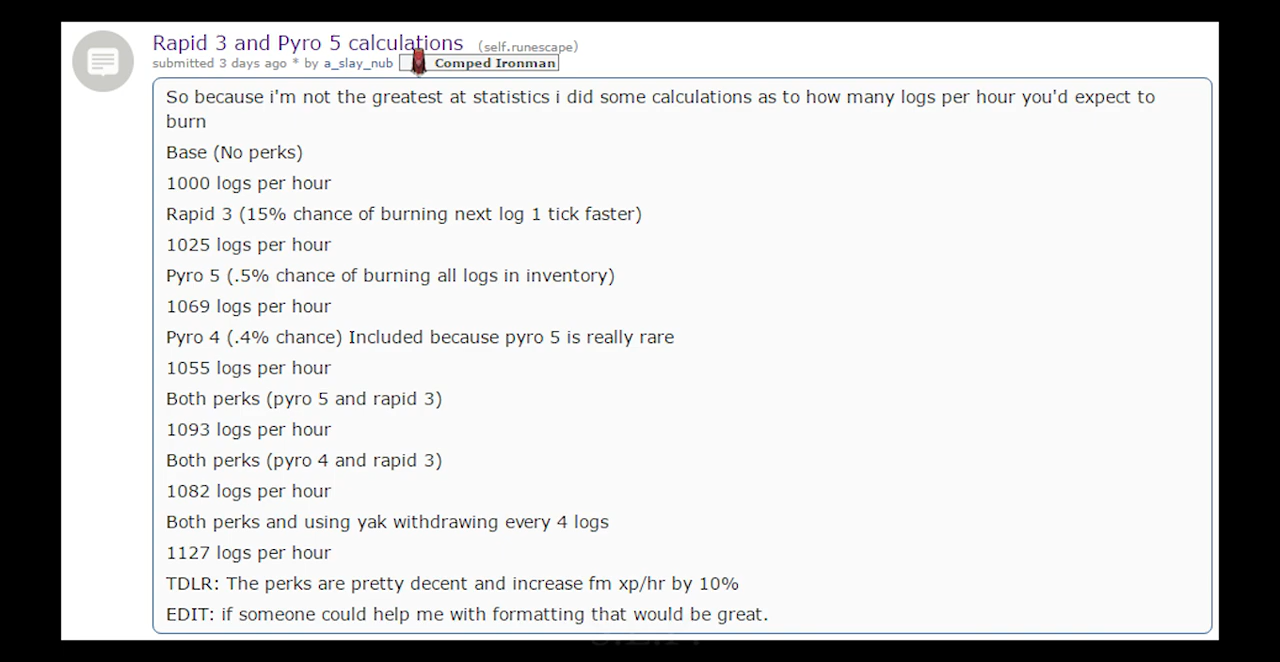 Rapid 3 and Pyro 5 calculations (self.runescape)
submitted 3 days ago * by a_slay_nub Comped Ironman
So because i'm not the greatest at statistics i did some calculations as to how many logs per hour you'd expect to
burn
Base (No perks)
1000 logs per hour
Rapid 3 (15% chance of burning next log 1 tick faster)
1025 logs per hour
Pyro 5 (.5% chance of burning all logs in inventory)
1069 logs per hour
Pyro 4 (.4% chance) Included because pyro 5 is really rare
1055 logs per hour
Both perks (pyro 5 and rapid 3)
1093 logs per hour
Both perks (pyro 4 and rapid 3)
1082 logs per hour
Both perks and using yak withdrawing every 4 logs
1127 logs per hour
TDLR: The perks are pretty decent and increase fm xp/hr by 10%
EDIT: if someone could help me with formatting that would be great.